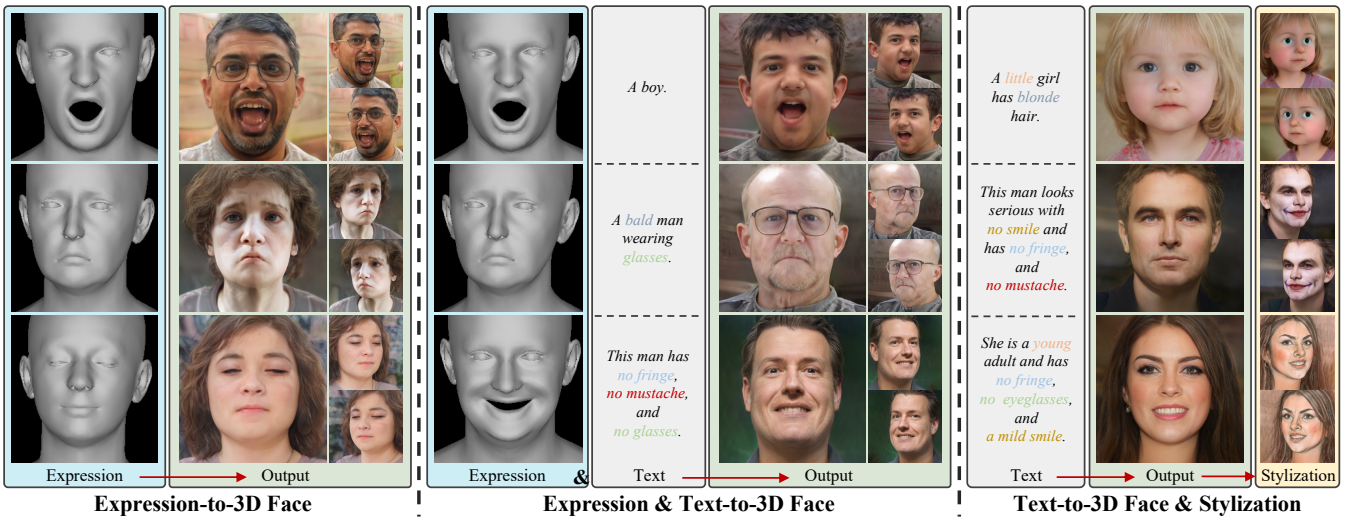 A boy.
A bald man
wearing
glasses.
This man has
no fringe,
no mustache,
and
no glasses.
A little girl
has blonde
hair.
This man looks
serious with
no smile and
has no fringe,
and
no mustache.
She is a young
adult and has
no fringe,
no eyeglasses,
and
a mild smile.
Expression
Output
Expression
&
Text
Output
Text
Output
Stylization
Expression-to-3D Face
Expression & Text-to-3D Face
Text-to-3D Face & Stylization